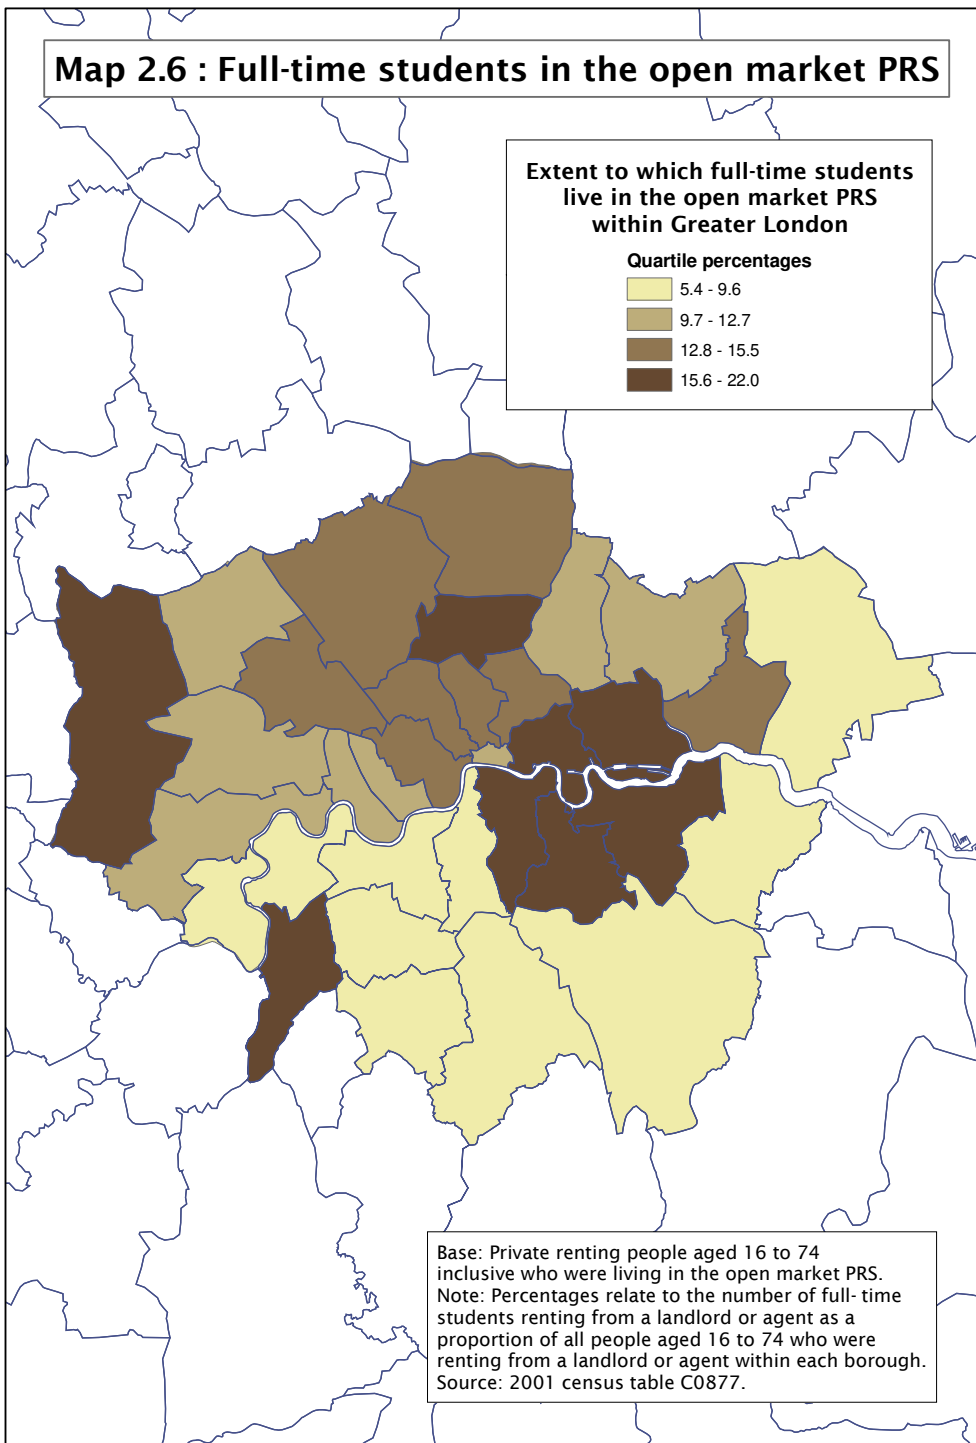 Map 2.6 : Full-time students in the open market PRS
Extent to which full-time students
live in the open market PRS
within Greater London
Quartile percentages
5.4 - 9.6
9.7 - 12.7
12.8 - 15.5
15.6 - 22.0
Base: Private renting people aged 16 to 74
inclusive who were living in the open market PRS.
Note: Percentages relate to the number of full- time
students renting from a landlord or agent as a
proportion of all people aged 16 to 74 who were
renting from a landlord or agent within each borough.
Source: 2001 census table C0877.